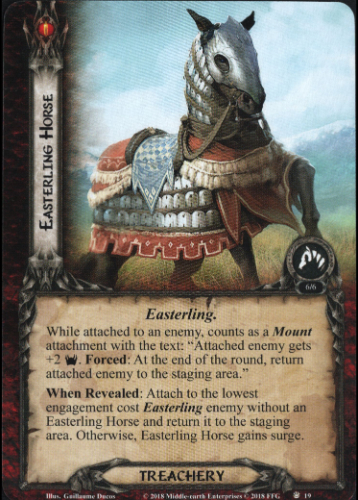 EASTERLING HORSE
6/6
Easterling.
While attached to an enemy, counts as a Mount
attachment with the text: “Attached enemy gets
+2 . Forced: At the end of the round, return
attached enemy to the staging area.”
When Revealed: Attach to the lowest
engagement cost Easterling enemy without an
Easterling Horse and return it to the staging
area. Otherwise, Easterling Horse gains surge.
TREACHERY
Illus. Guillaume Ducos © 2018 Middle-earth Enterprises © 2018 FFG 19